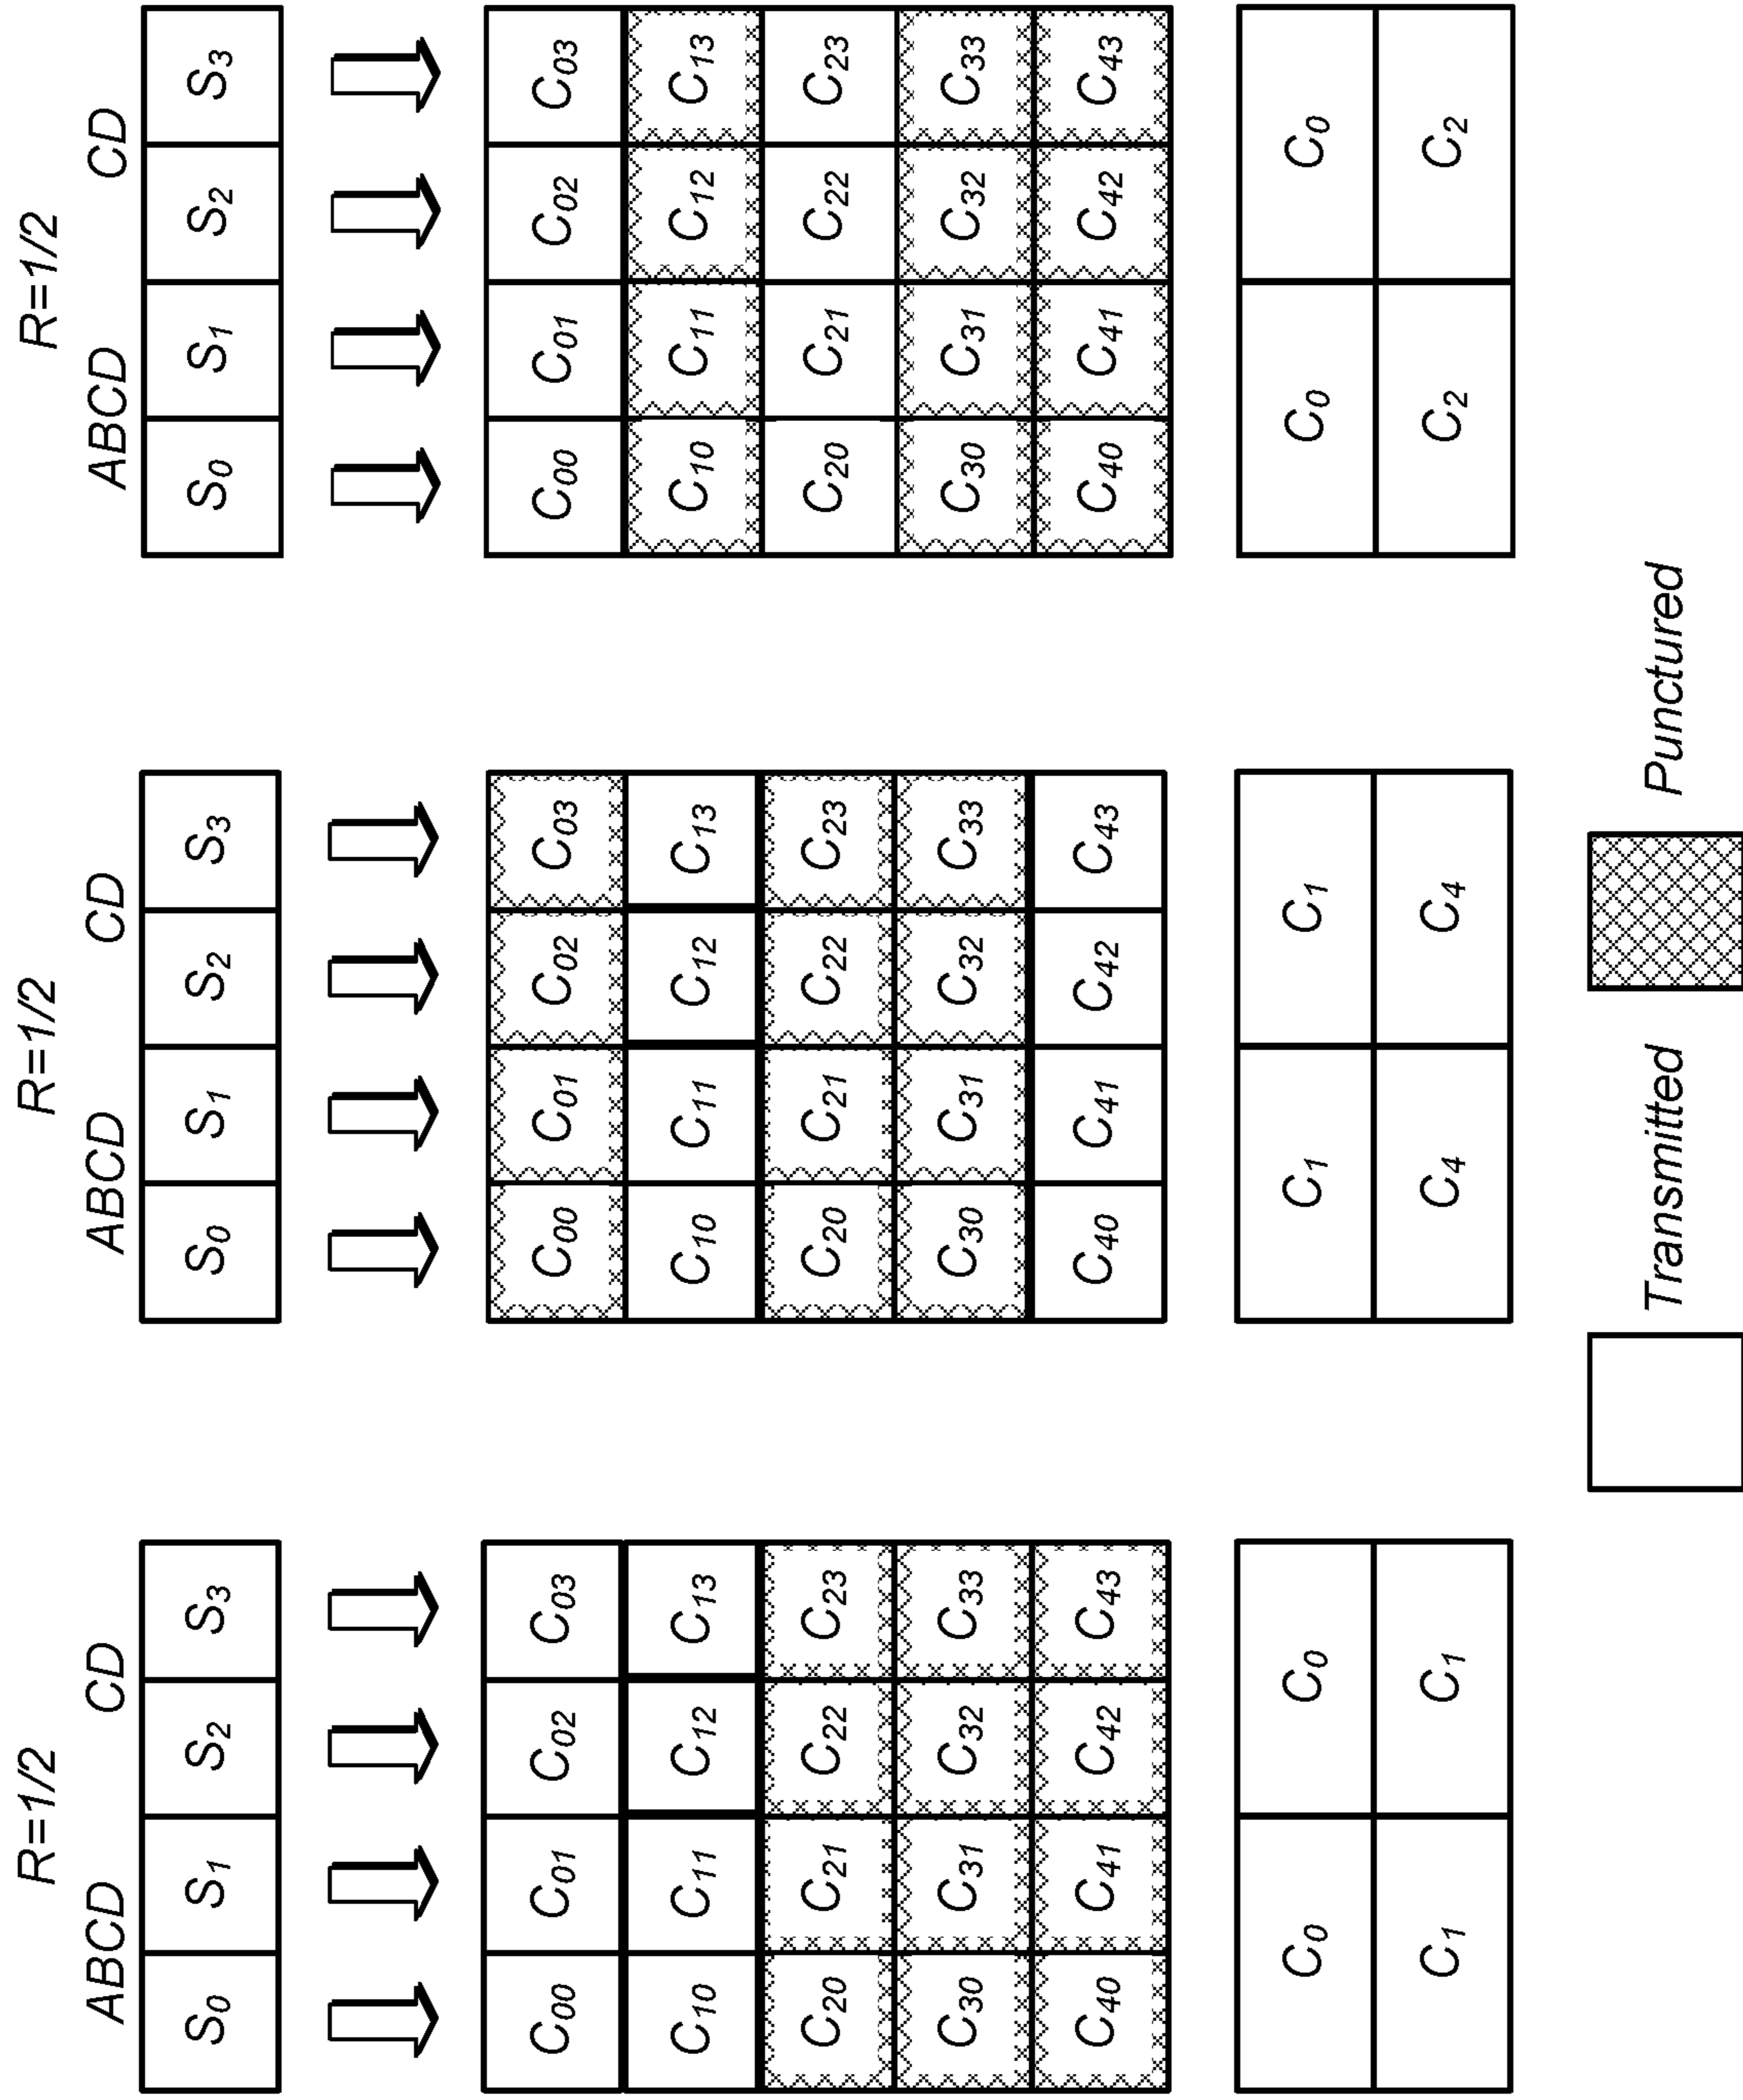 R=1/2
ABCD CD
S0 S1 S2 S3
C00 C01 C02 C03
C10 C11 C12 C13
C20 C21 C22 C23
C30 C31 C32 C33
C40 C41 C42 C43
C0 C0
C1 C1
R=1/2
ABCD CD
S0 S1 S2 S3
C00 C01 C02 C03
C10 C11 C12 C13
C20 C21 C22 C23
C30 C31 C32 C33
C40 C41 C42 C43
C1 C1
C4 C4
R=1/2
ABCD CD
S0 S1 S2 S3
C00 C01 C02 C03
C10 C11 C12 C13
C20 C21 C22 C23
C30 C31 C32 C33
C40 C41 C42 C43
C0 C0
C2 C2
Transmitted
Punctured